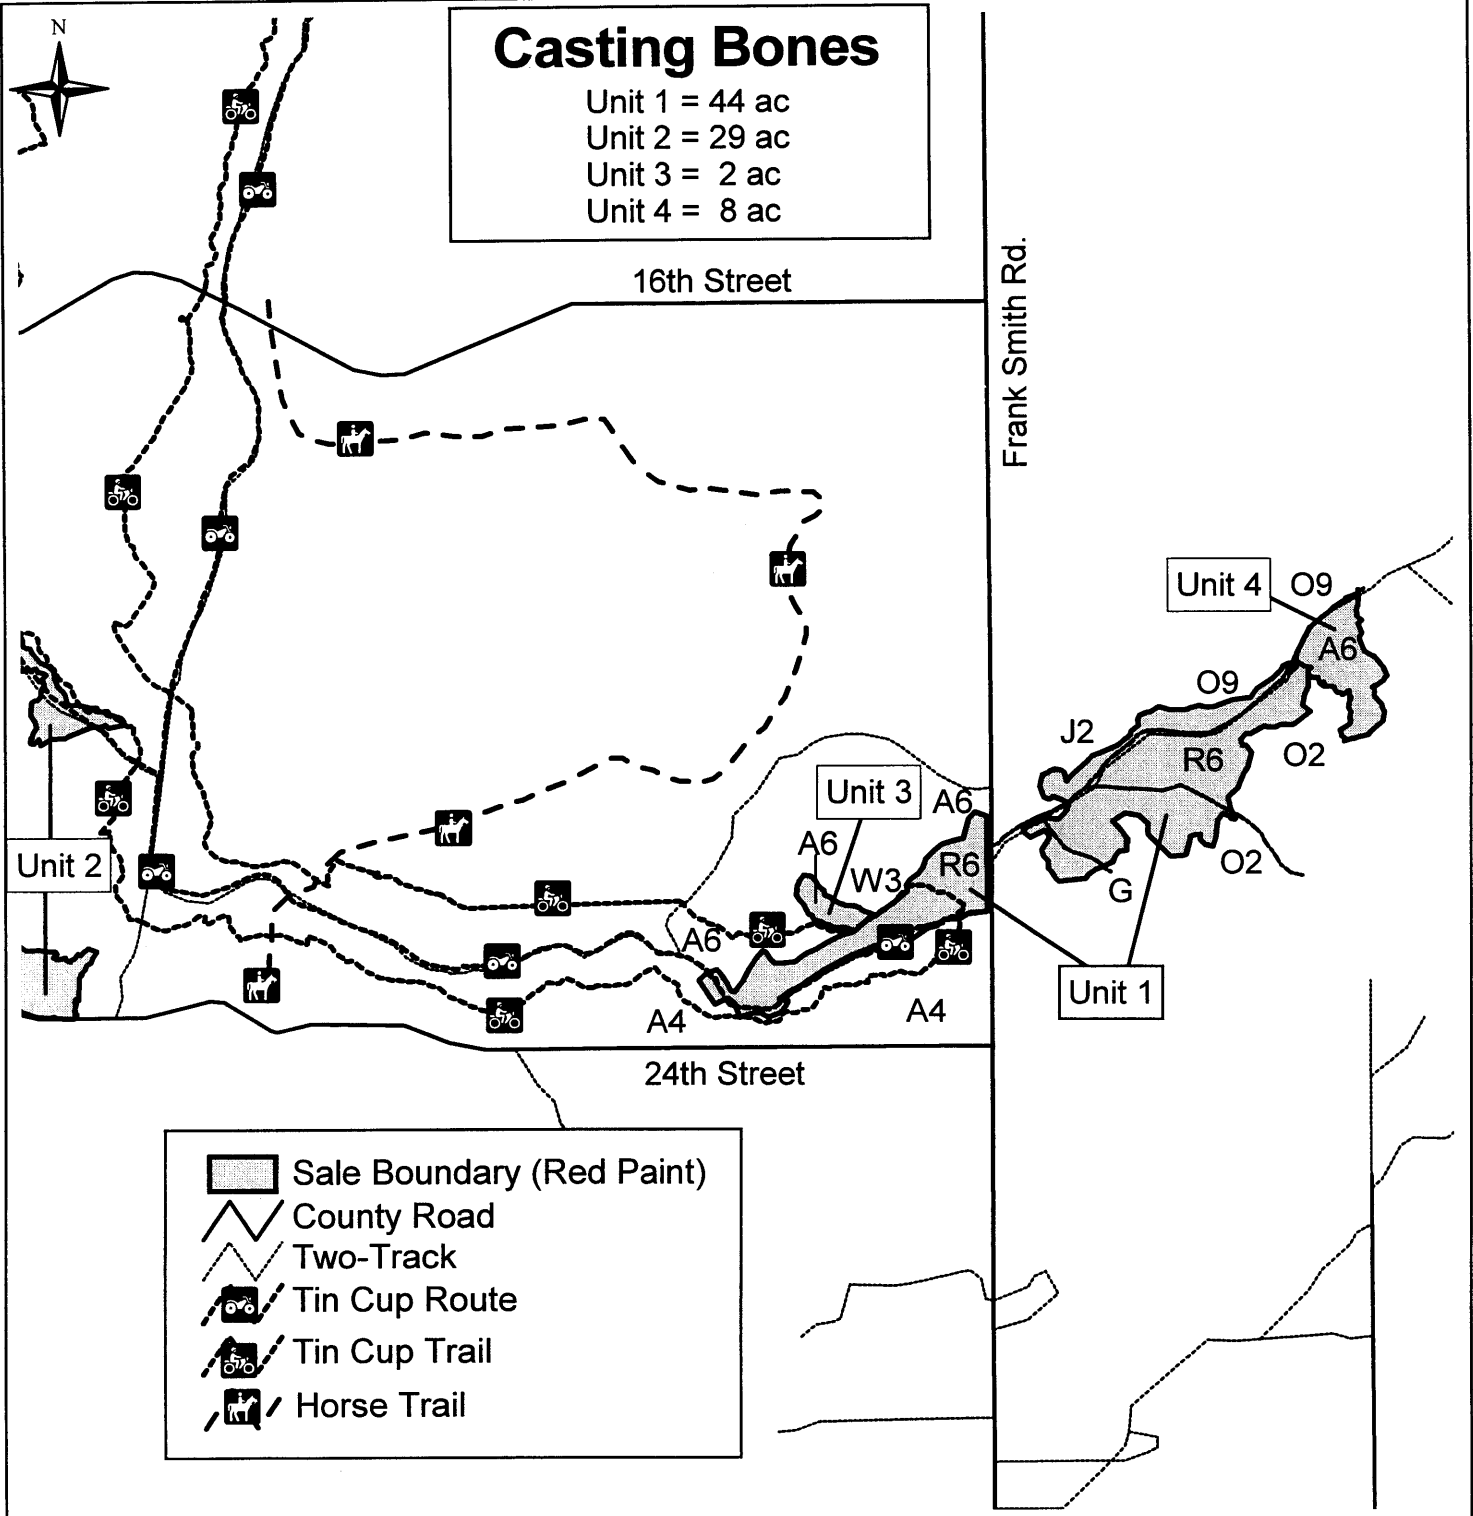 N
Casting Bones
Unit 1 = 44 ac
Unit 2 = 29 ac
Unit 3 = 2 ac
Unit 4 = 8 ac
16th Street
Frank Smith Rd.
Unit 4
O9
A6
O9
J2
R6
O2
Unit 3
A6
A6
W3
R6
O2
G
Unit 2
A6
Unit 1
A4
A4
24th Street
Sale Boundary (Red Paint)
County Road
Two-Track
Tin Cup Route
Tin Cup Trail
Horse Trail